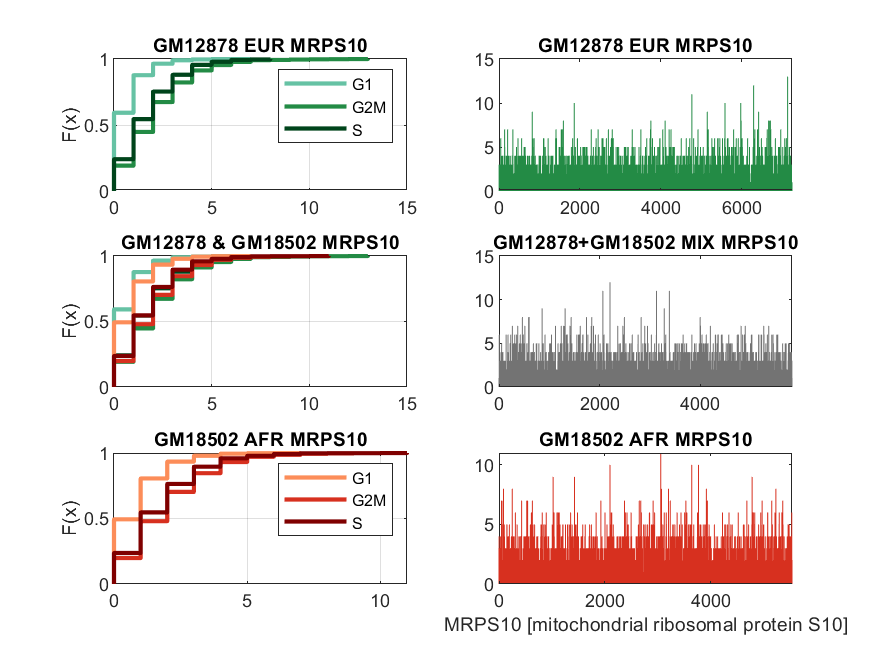 GM12878 EUR MRPS10
1
0.5
0
F(x)
0 5 10 15
G1
G2M
S
GM12878 EUR MRPS10
15
10
5
0
0 2000 4000 6000
GM12878 & GM18502 MRPS10
1
0.5
0
F(x)
0 5 10 15
GM12878+GM18502 MIX MRPS10
15
10
5
0
0 2000 4000
GM18502 AFR MRPS10
1
0.5
0
F(x)
0 5 10
G1
G2M
S
GM18502 AFR MRPS10
10
5
0
0 2000 4000
MRPS10 [mitochondrial ribosomal protein S10]